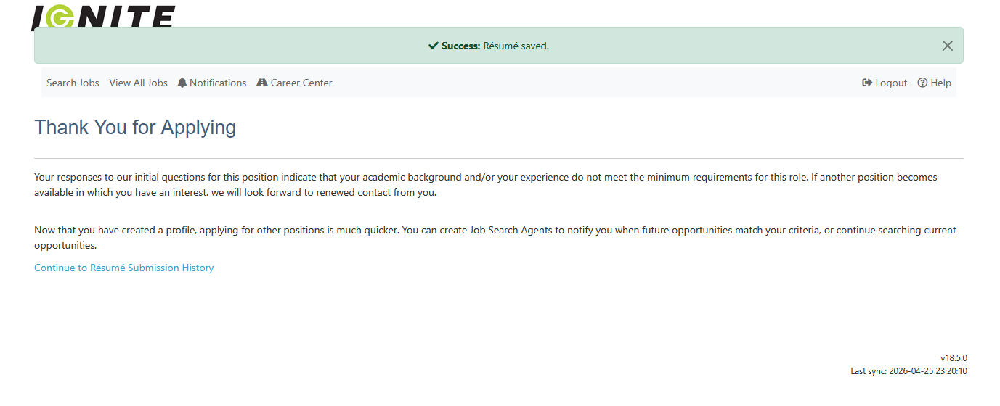 IGNITE
Success: Résumé saved.
Search Jobs View All Jobs Notifications Career Center Logout Help
Thank You for Applying
Your responses to our initial questions for this position indicate that your academic background and/or your experience do not meet the minimum requirements for this role. If another position becomes
available in which you have an interest, we will look forward to renewed contact from you.
Now that you have created a profile, applying for other positions is much quicker. You can create Job Search Agents to notify you when future opportunities match your criteria, or continue searching current
opportunities.
Continue to Résumé Submission History
v18.5.0
Last sync: 2026-04-25 23:20:10